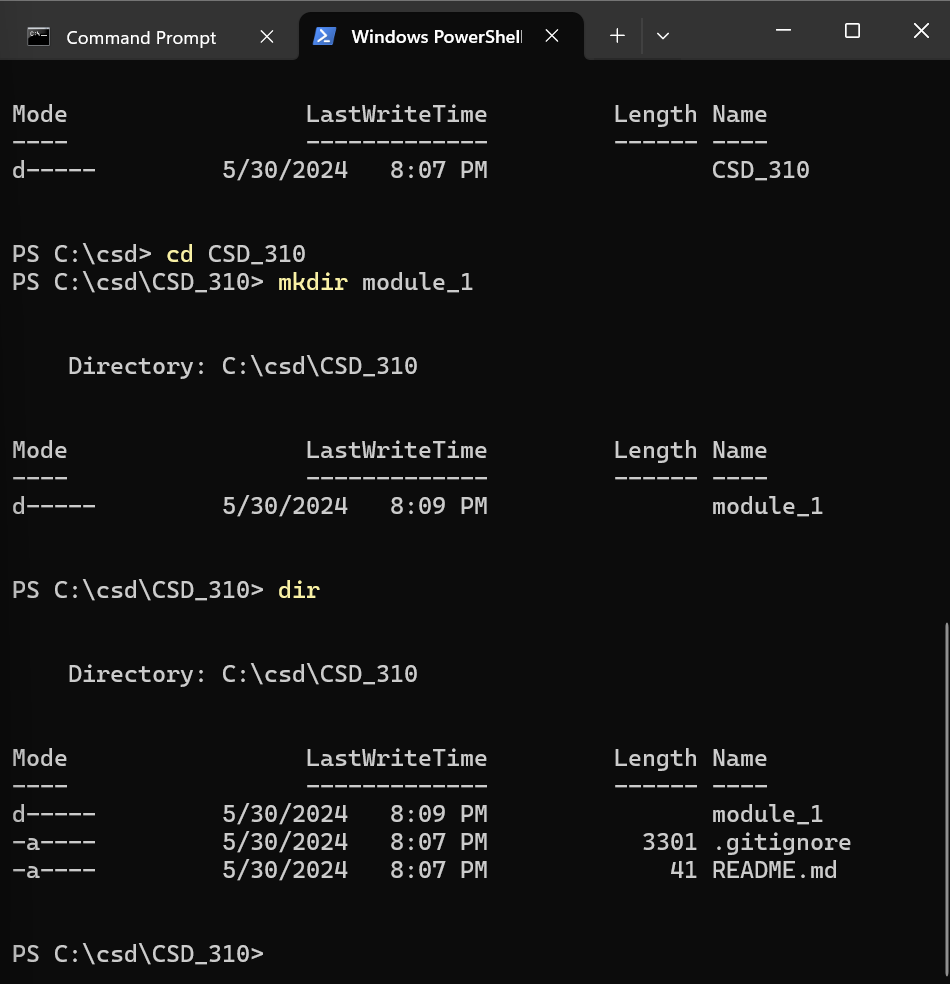 Command Prompt Windows PowerShell
Mode LastWriteTime Length Name
---- ------------- ------ ----
d----- 5/30/2024 8:07 PM CSD_310
PS C:\csd> cd CSD_310
PS C:\csd\CSD_310> mkdir module_1
Directory: C:\csd\CSD_310
Mode LastWriteTime Length Name
---- ------------- ------ ----
d----- 5/30/2024 8:09 PM module_1
PS C:\csd\CSD_310> dir
Directory: C:\csd\CSD_310
Mode LastWriteTime Length Name
---- ------------- ------ ----
d----- 5/30/2024 8:09 PM module_1
-a---- 5/30/2024 8:07 PM 3301 .gitignore
-a---- 5/30/2024 8:07 PM 41 README.md
PS C:\csd\CSD_310>